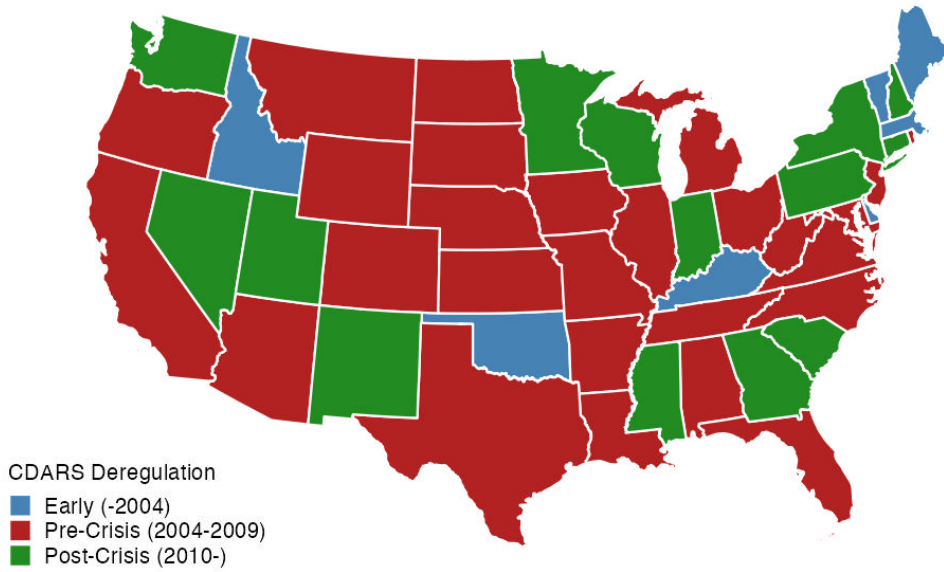 CDARS Deregulation
Early (-2004)
Pre-Crisis (2004-2009)
Post-Crisis (2010-)